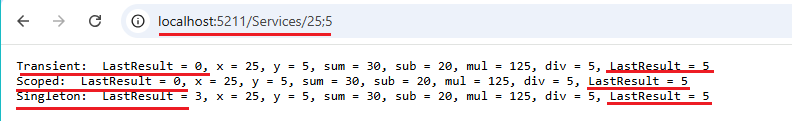 localhost:5211/Services/25;5
Transient:  LastResult = 0, x = 25, y = 5, sum = 30, sub = 20, mul = 125, div = 5, LastResult = 5
Scoped:  LastResult = 0, x = 25, y = 5, sum = 30, sub = 20, mul = 125, div = 5, LastResult = 5
Singleton:  LastResult = 3, x = 25, y = 5, sum = 30, sub = 20, mul = 125, div = 5, LastResult = 5